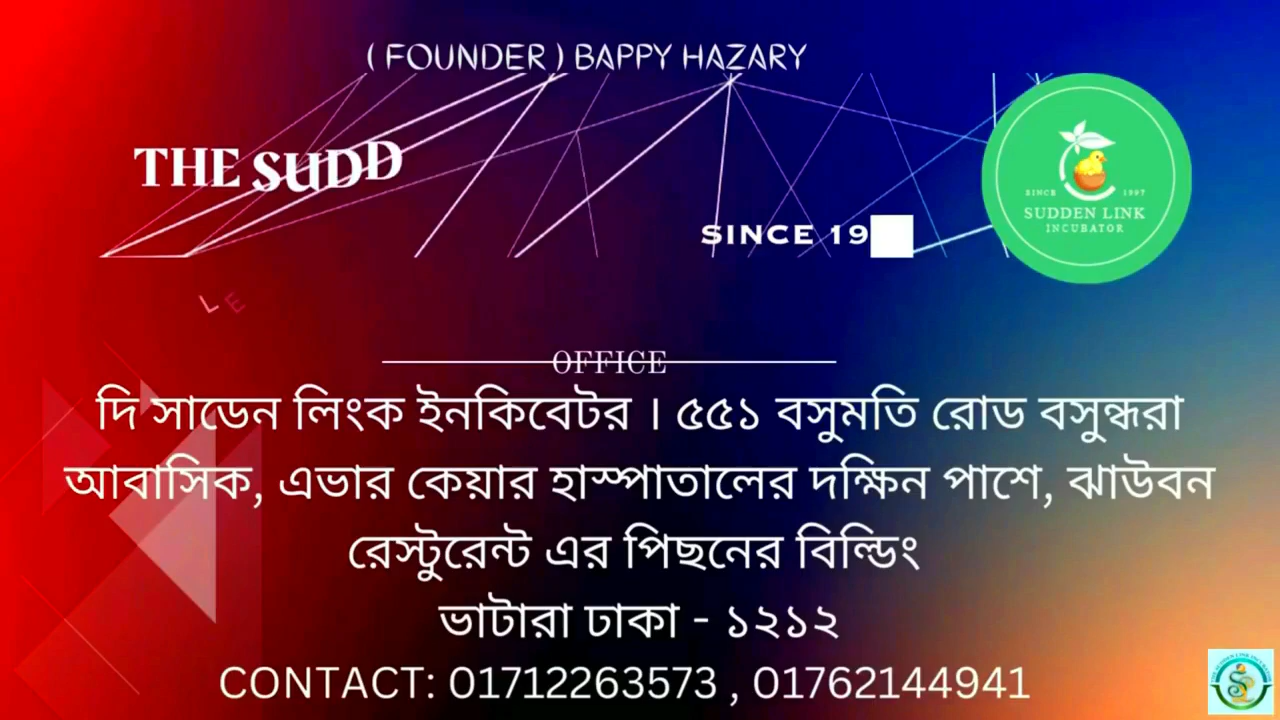 ( FOUNDER ) BAPPY HAZARY
THE SUDD
SINCE 19
SINCE 1997
SUDDEN LINK
INCUBATOR
L E
OFFICE
দি সাডেন লিংক ইনকিবেটর । ৫৫১ বসুমতি রোড বসুন্ধরা
আবাসিক, এভার কেয়ার হাস্পাতালের দক্ষিন পাশে, ঝাউবন
রেস্টুরেন্ট এর পিছনের বিল্ডিং
ভাটারা ঢাকা - ১২১২
CONTACT: 01712263573 , 01762144941